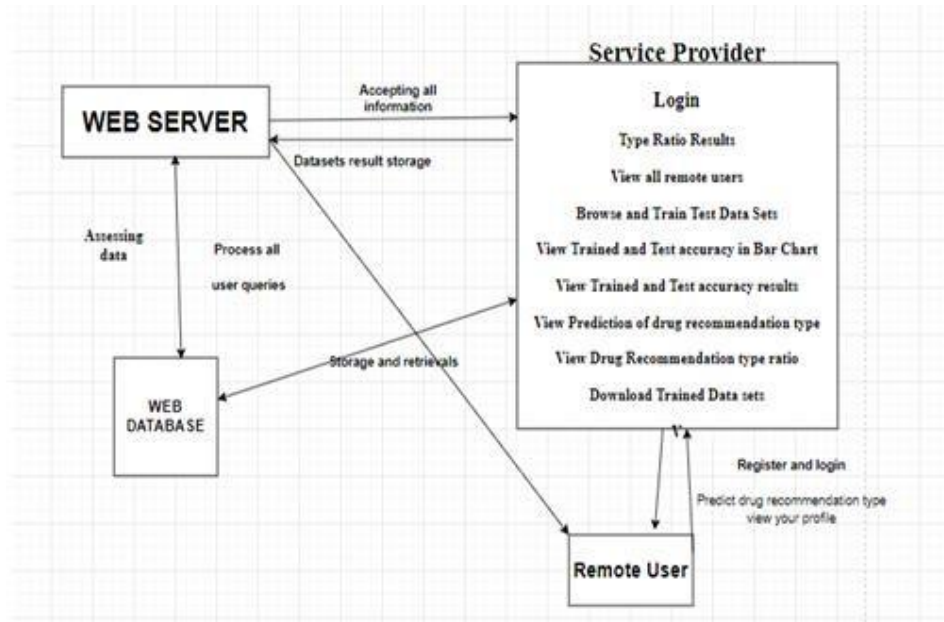 Service Provider
WEB SERVER
Accepting all
information
Datasets result storage
Login
Type Ratio Results
View all remote users
Browse and Train Test Data Sets
View Trained and Test accuracy in Bar Chart
View Trained and Test accuracy results
View Prediction of drug recommendation type
View Drug Recommendation type ratio
Download Trained Data sets
V
Assessing
data
Process all
user queries
Storage and retrievals
WEB
DATABASE
Register and login
Predict drug recommendation type
view your profile
Remote User